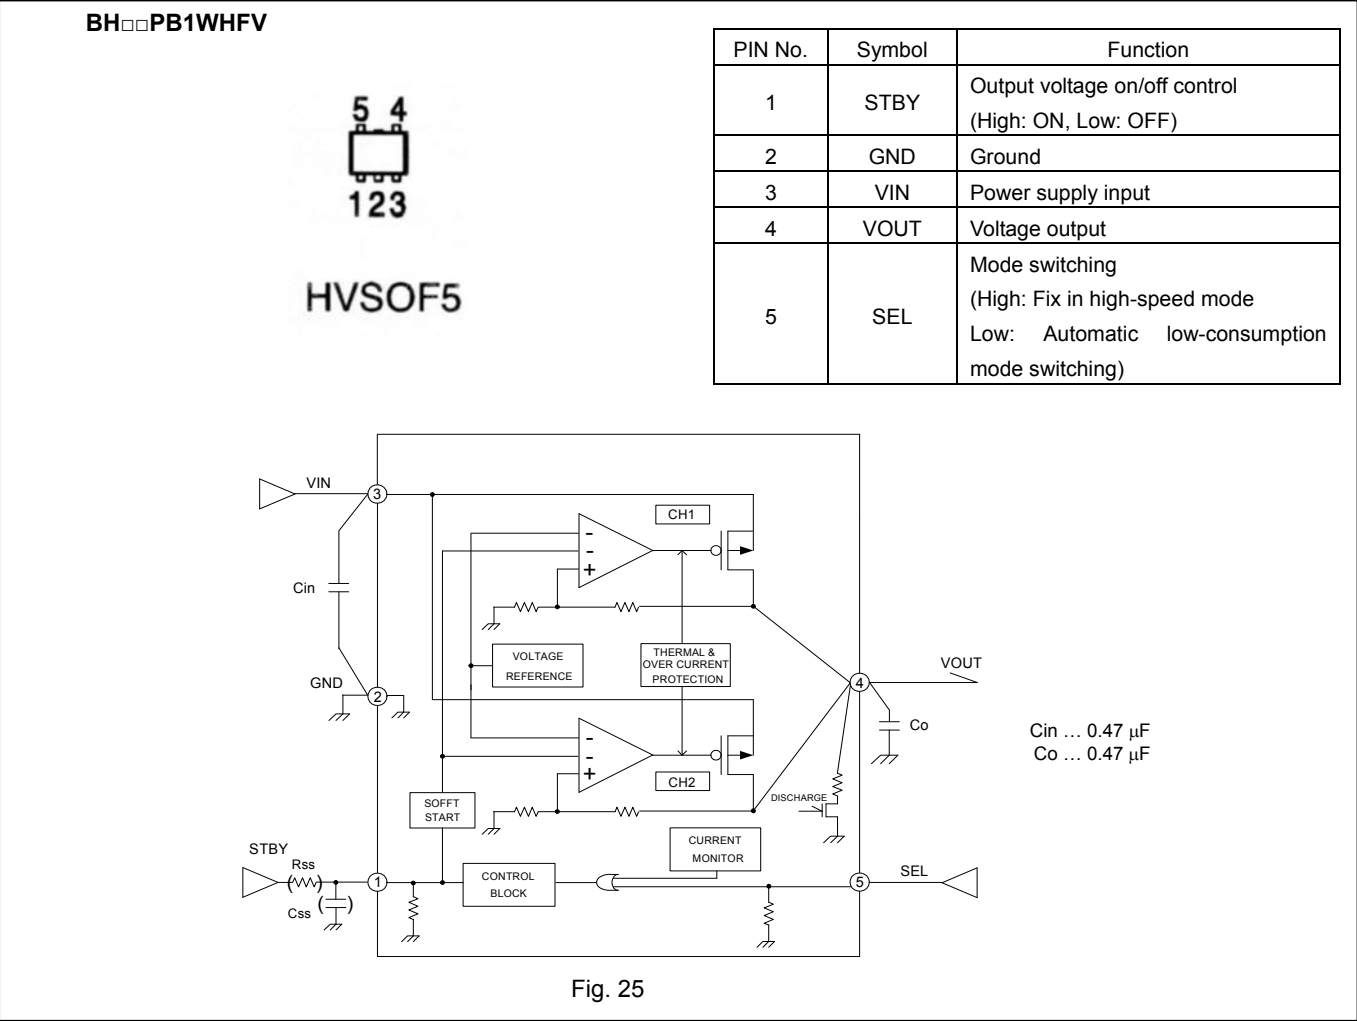 BH□□PB1WHFV
5 4
123
HVSOF5
PIN No. Symbol Function
1 STBY Output voltage on/off control
(High: ON, Low: OFF)
2 GND Ground
3 VIN Power supply input
4 VOUT Voltage output
5 SEL Mode switching
(High: Fix in high-speed mode
Low: Automatic low-consumption
mode switching)
VIN
3
CH1
-
-
+
Cin
VOLTAGE
REFERENCE
THERMAL &
OVER CURRENT
PROTECTION
GND
2
VOUT
4
Co
Cin … 0.47 μF
Co … 0.47 μF
-
-
+
CH2
SOFFT
START
DISCHARGE
CURRENT
MONITOR
STBY
Rss
( )
1
CONTROL
BLOCK
5
SEL
Css
( )
Fig. 25